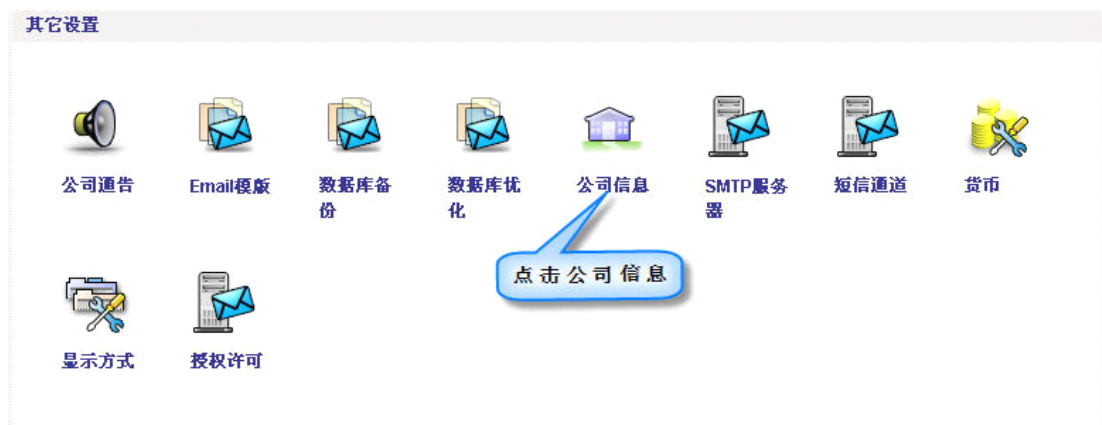 其它设置
公司通告
Email模版
数据库备
份
数据库优
化
公司信息
SMTP服务
器
短信通道
货币
点击公司信息
显示方式
授权许可